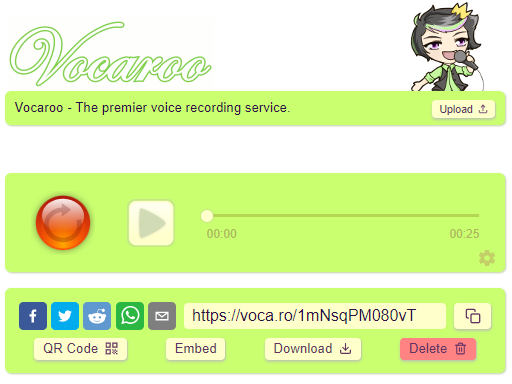 Vocaroo
Vocaroo - The premier voice recording service.
Upload
00:00
00:25
https://voca.ro/1mNsqPM080vT
QR Code
Embed
Download
Delete